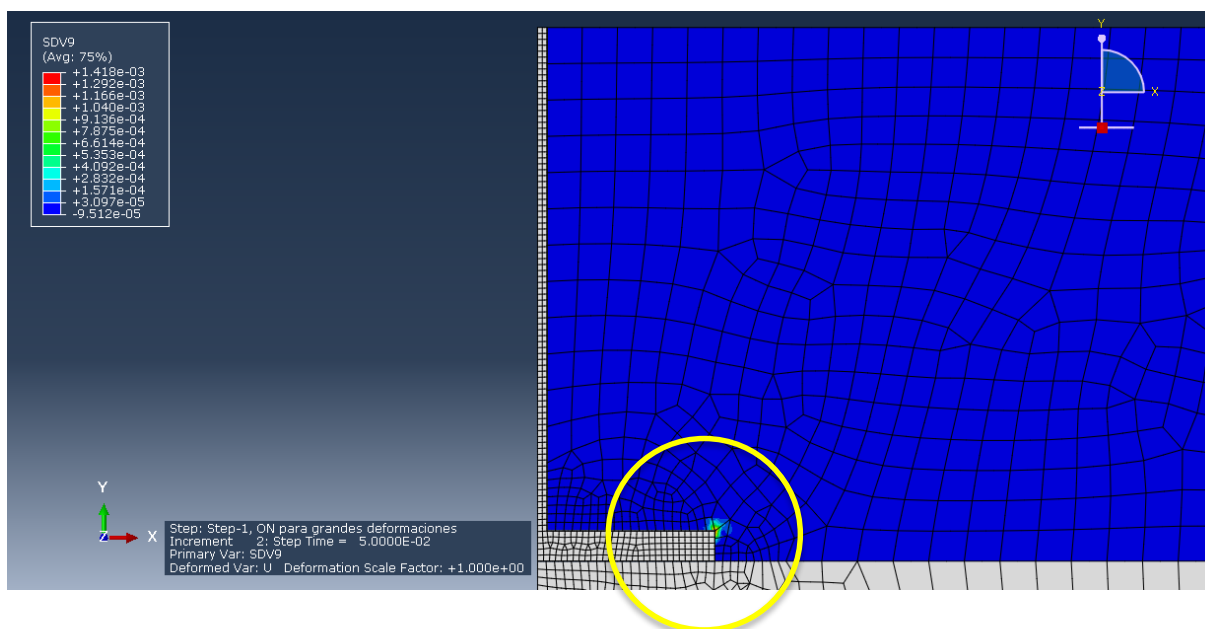 SDV9
(Avg: 75%)
+1.418e-03
+1.292e-03
+1.166e-03
+1.040e-03
+9.136e-04
+7.875e-04
+6.614e-04
+5.353e-04
+4.092e-04
+2.832e-04
+1.571e-04
+3.097e-05
-9.512e-05
Y
Z
X
Y
Z
X
Step: Step-1, ON para grandes deformaciones
Increment 2: Step Time = 5.0000E-02
Primary Var: SDV9
Deformed Var: U Deformation Scale Factor: +1.000e+00